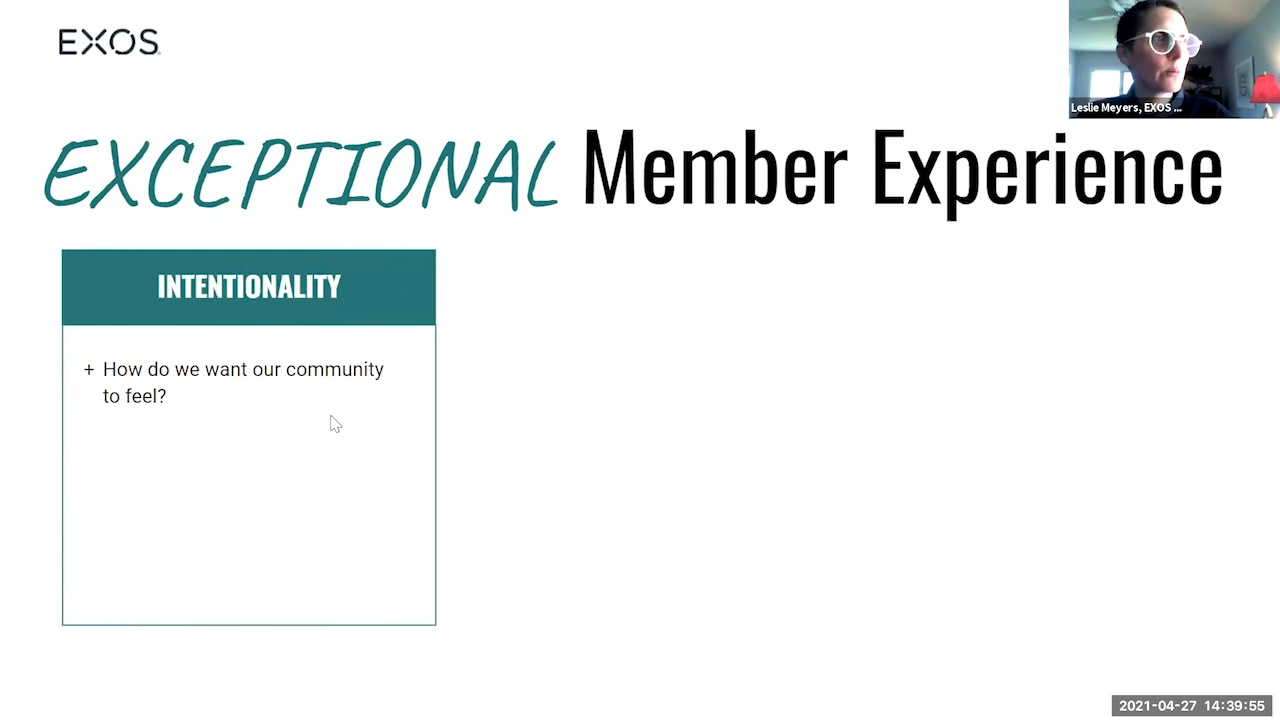 EXOS
Leslie Meyers, EXOS ...
EXCEPTIONAL Member Experience
INTENTIONALITY
+ How do we want our community
to feel?
2021-04-27 14:39:55